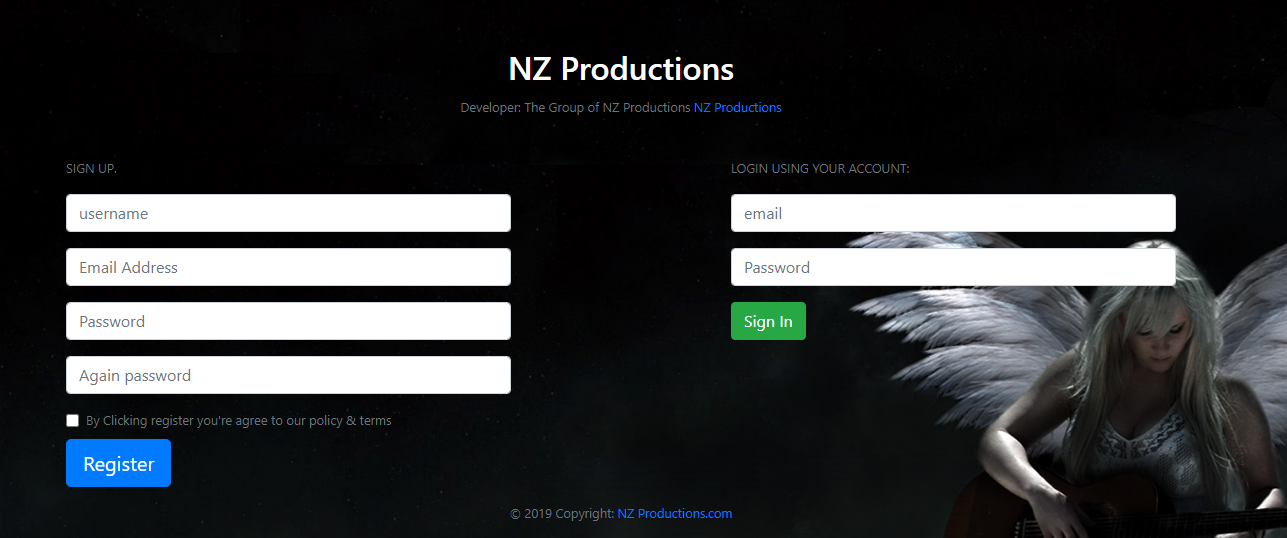 NZ Productions
Developer: The Group of NZ Productions NZ Productions
SIGN UP.
username
Email Address
Password
Again password
By Clicking register you're agree to our policy & terms
Register
LOGIN USING YOUR ACCOUNT:
email
Password
Sign In
© 2019 Copyright: NZ Productions.com